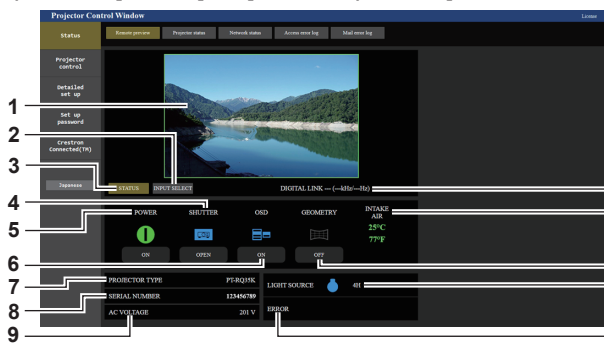 Projector Control Window
License
Status
Remote preview
Projector status
Network status
Access error log
Mail error log
Projector
control
Detailed
set up
Set up
password
Crestron
Connected(TM)
Japanese
1
2
3
STATUS
INPUT SELECT
DIGITAL LINK --- (---kHz/---Hz)
4
5
POWER
SHUTTER
OSD
GEOMETRY
INTAKE
AIR
25°C
77°F
6
ON
OPEN
ON
OFF
7
PROJECTOR TYPE
PT-RQ35K
LIGHT SOURCE
4H
8
SERIAL NUMBER
123456789
9
AC VOLTAGE
201 V
ERROR